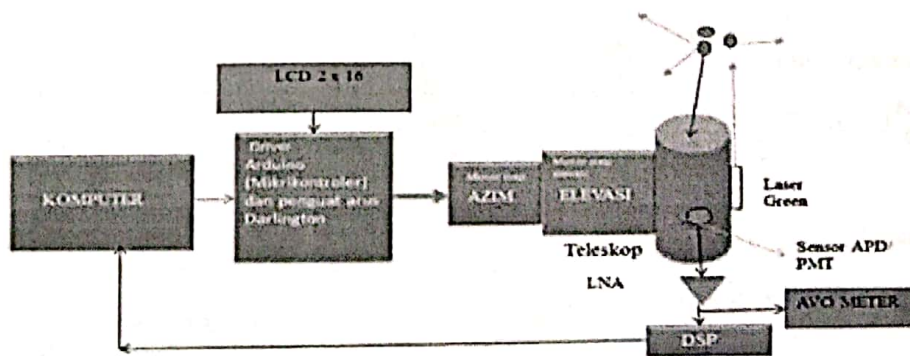 LCD 2 x 16
Driver
Arduino
(Mikrikontroler)
dan penguat arus
Darlington
KOMPUTER
AZIM
ELEVASI
Laser
Green
Teleskop
Sensor APD/
PMT
LNA
AVO METER
DSP